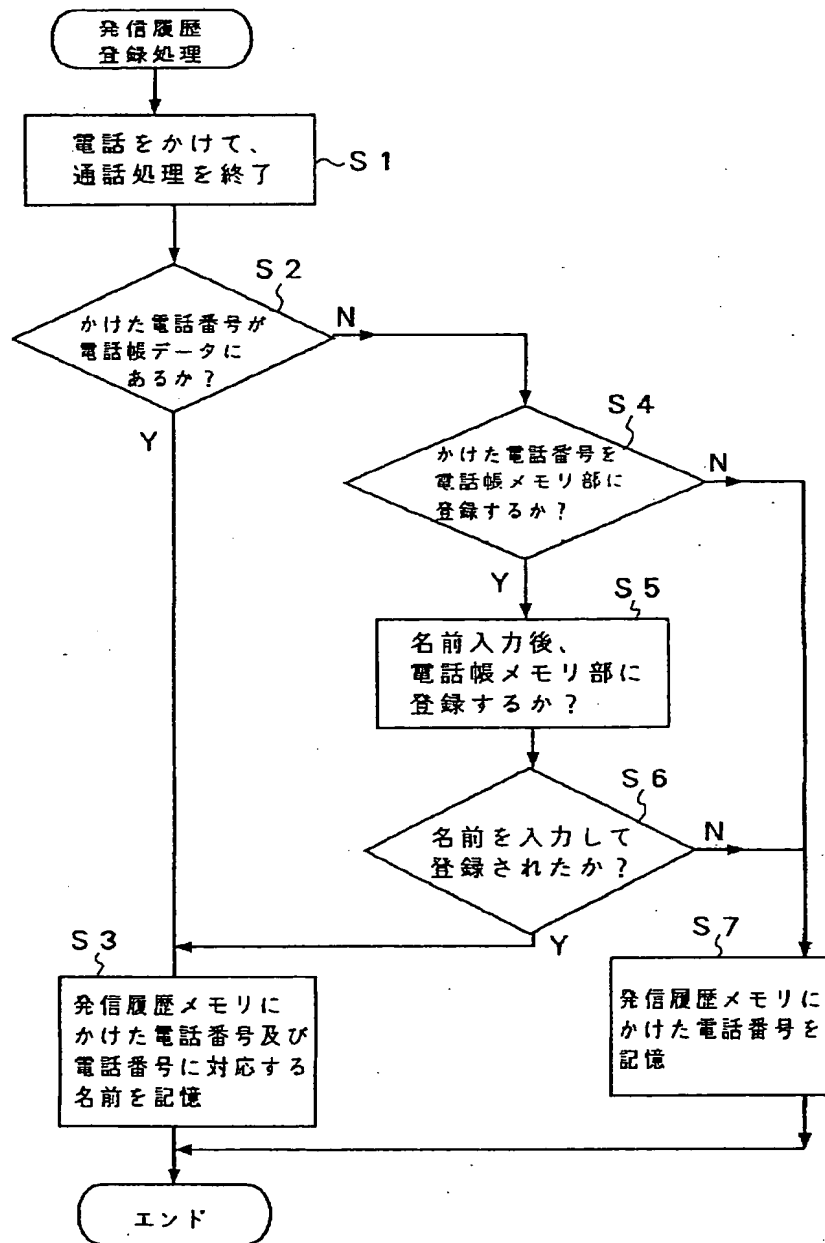 発信履歴
登録処理
電話をかけて、
通話処理を終了
S1
S2
かけた電話番号が
電話帳データに
あるか?
N
Y
S4
かけた電話番号を
電話帳メモリ部に
登録するか?
N
Y
S5
名前入力後、
電話帳メモリ部に
登録するか?
S6
名前を入力して
登録されたか?
N
Y
S3
発信履歴メモリに
かけた電話番号及び
電話番号に対応する
名前を記憶
S7
発信履歴メモリに
かけた電話番号を
記憶
エンド